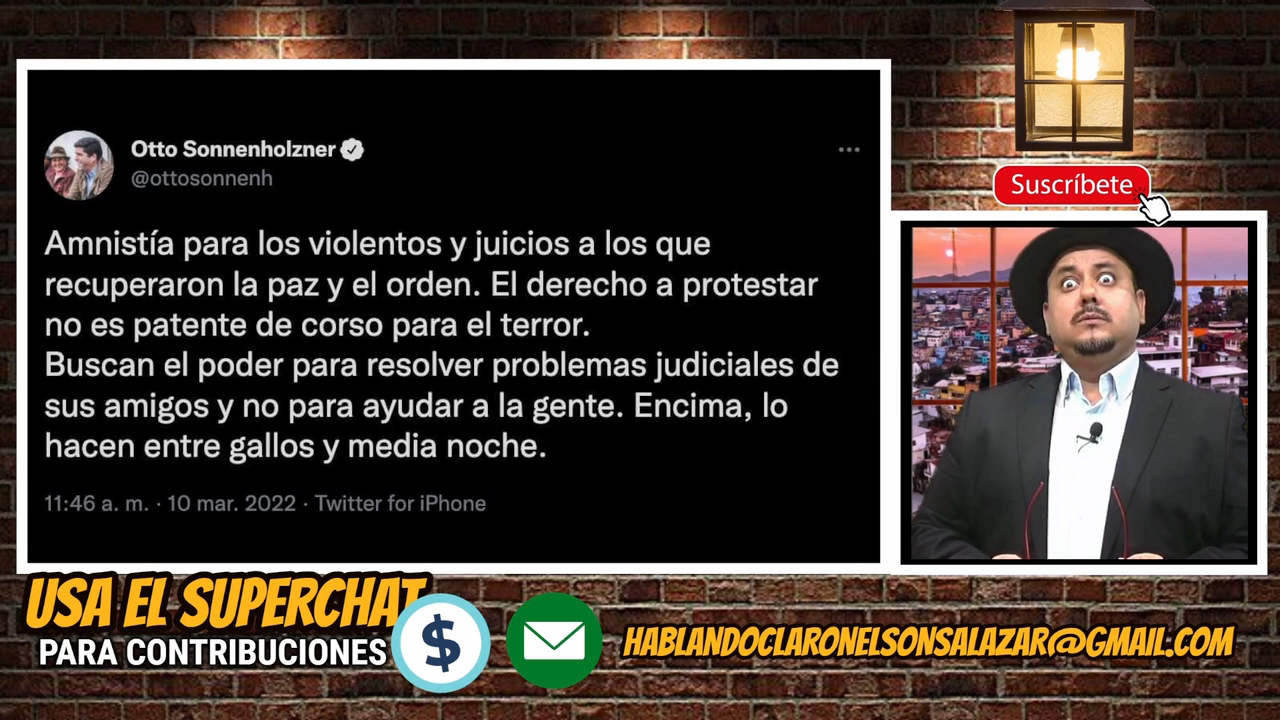 Otto Sonnenholzner
@ottosonnenh
Amnistía para los violentos y juicios a los que
recuperaron la paz y el orden. El derecho a protestar
no es patente de corso para el terror.
Buscan el poder para resolver problemas judiciales de
sus amigos y no para ayudar a la gente. Encima, lo
hacen entre gallos y media noche.
11:46 a. m. · 10 mar. 2022 · Twitter for iPhone
Suscríbete
USA EL SUPERCHAT
PARA CONTRIBUCIONES
$
HABLANDOCLARONELSONSALAZAR@GMAIL.COM